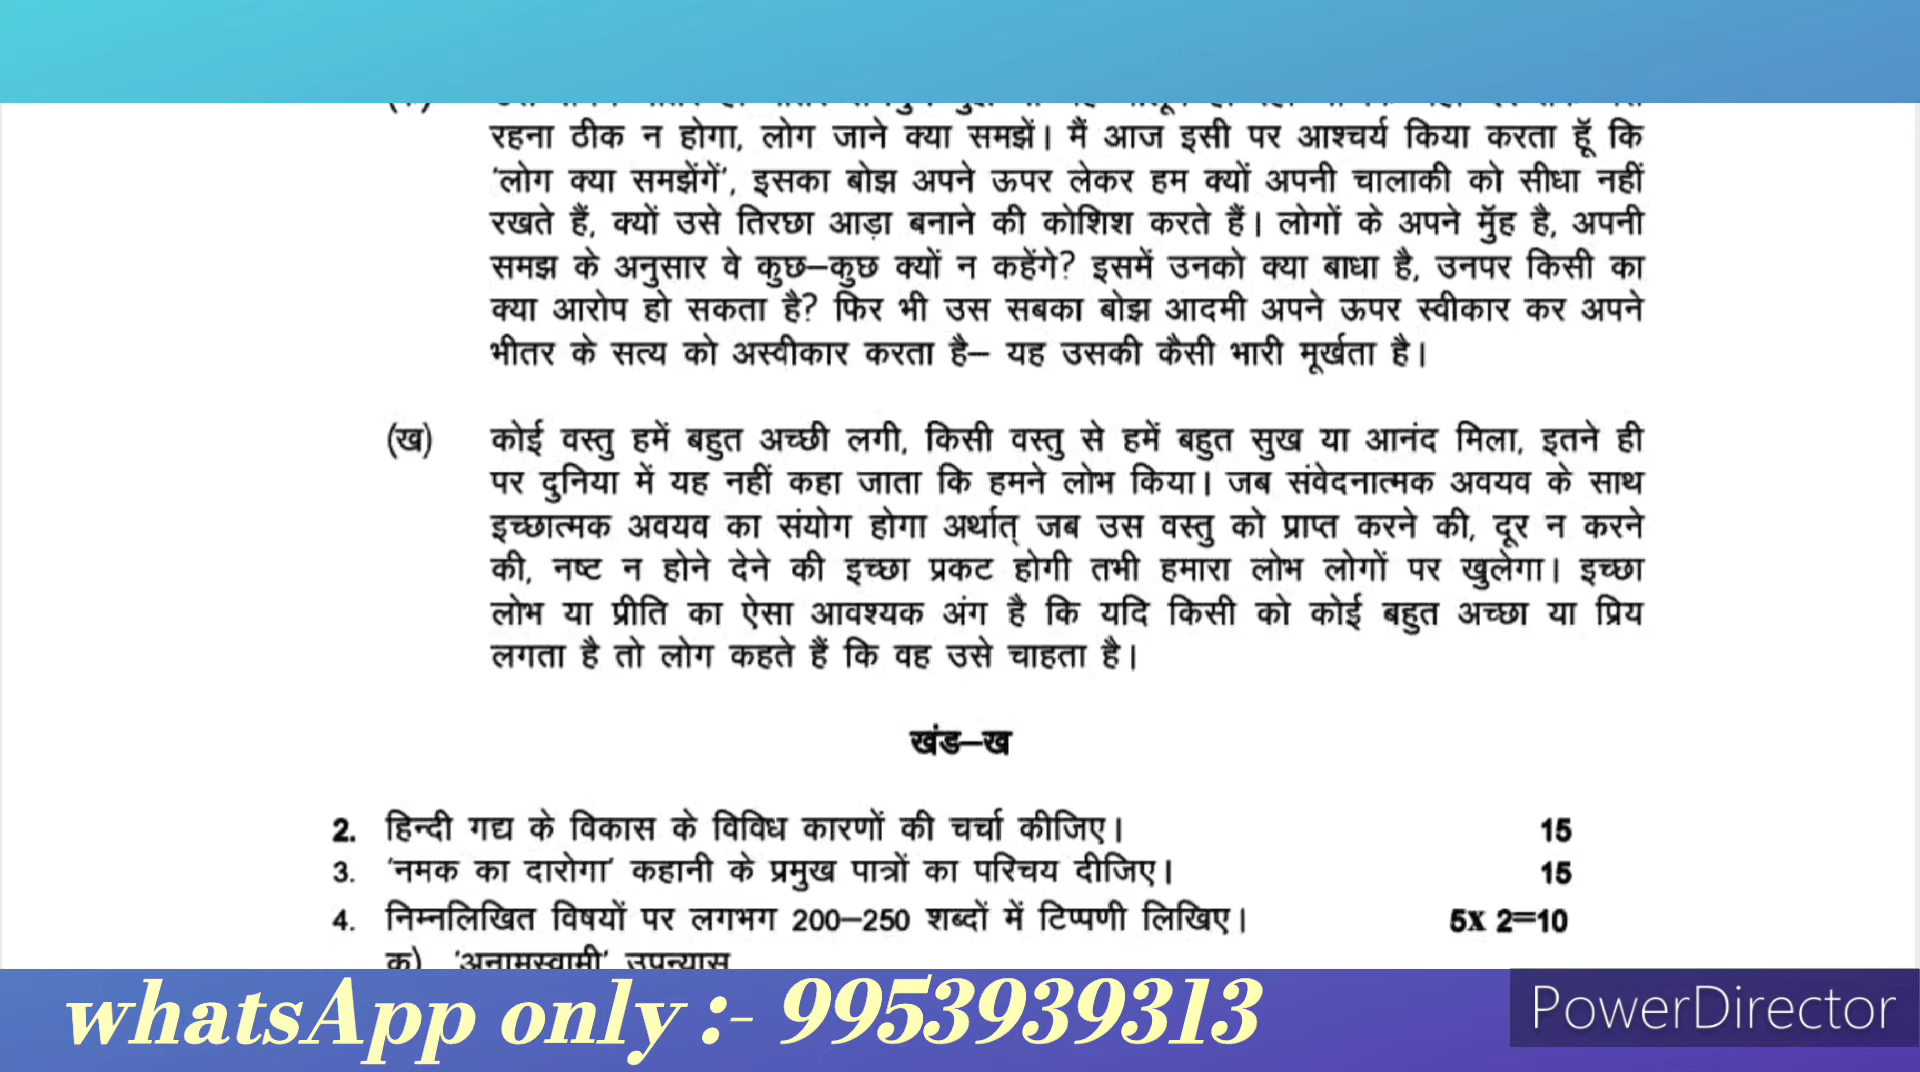 रहना ठीक न होगा, लोग जाने क्या समझें। मैं आज इसी पर आश्चर्य किया करता हूॅं कि
'लोग क्या समझेंगें', इसका बोझ अपने ऊपर लेकर हम क्यों अपनी चालाकी को सीधा नहीं
रखते हैं, क्यों उसे तिरछा आड़ा बनाने की कोशिश करते हैं। लोगों के अपने मुॅंह है, अपनी
समझ के अनुसार वे कुछ–कुछ क्यों न कहेंगे? इसमें उनको क्या बाधा है, उनपर किसी का
क्या आरोप हो सकता है? फिर भी उस सबका बोझ आदमी अपने ऊपर स्वीकार कर अपने
भीतर के सत्य को अस्वीकार करता है– यह उसकी कैसी भारी मूर्खता है।
(ख) कोई वस्तु हमें बहुत अच्छी लगी, किसी वस्तु से हमें बहुत सुख या आनंद मिला, इतने ही
पर दुनिया में यह नहीं कहा जाता कि हमने लोभ किया। जब संवेदनात्मक अवयव के साथ
इच्छात्मक अवयव का संयोग होगा अर्थात् जब उस वस्तु को प्राप्त करने की, दूर न करने
की, नष्ट न होने देने की इच्छा प्रकट होगी तभी हमारा लोभ लोगों पर खुलेगा। इच्छा
लोभ या प्रीति का ऐसा आवश्यक अंग है कि यदि किसी को कोई बहुत अच्छा या प्रिय
लगता है तो लोग कहते हैं कि वह उसे चाहता है।
खंड–ख
2. हिन्दी गद्य के विकास के विविध कारणों की चर्चा कीजिए। 15
3. 'नमक का दारोगा' कहानी के प्रमुख पात्रों का परिचय दीजिए। 15
4. निम्नलिखित विषयों पर लगभग 200–250 शब्दों में टिप्पणी लिखिए। 5x 2=10
क) 'अनामस्वामी' उपन्यास
whatsApp only :- 9953939313
PowerDirector